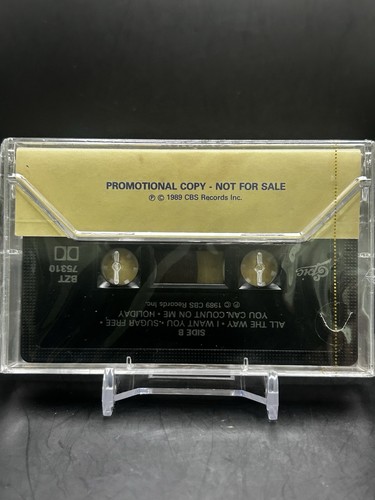 PROMOTIONAL COPY - NOT FOR SALE
℗ © 1989 CBS Records Inc.
Epic
BZT
75310
SIDE B
ALL THE WAY • I WANT YOU • SUGAR FREE
YOU CAN COUNT ON ME • HOLIDAY
℗ 1989 CBS Records Inc.